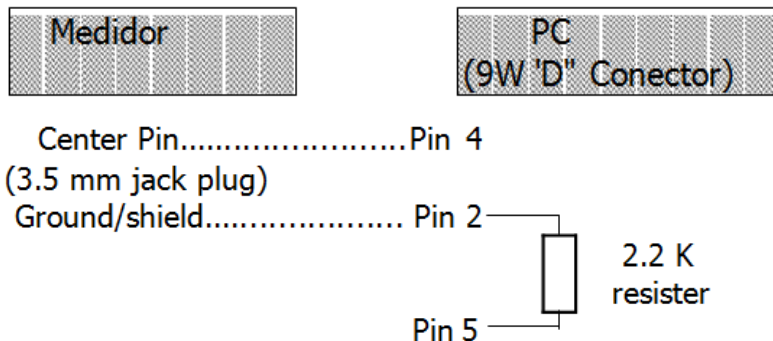 Medidor
PC
(9W 'D" Conector)
Center Pin.........................Pin 4
(3.5 mm jack plug)
Ground/shield...................... Pin 2
2.2 K
resister
Pin 5